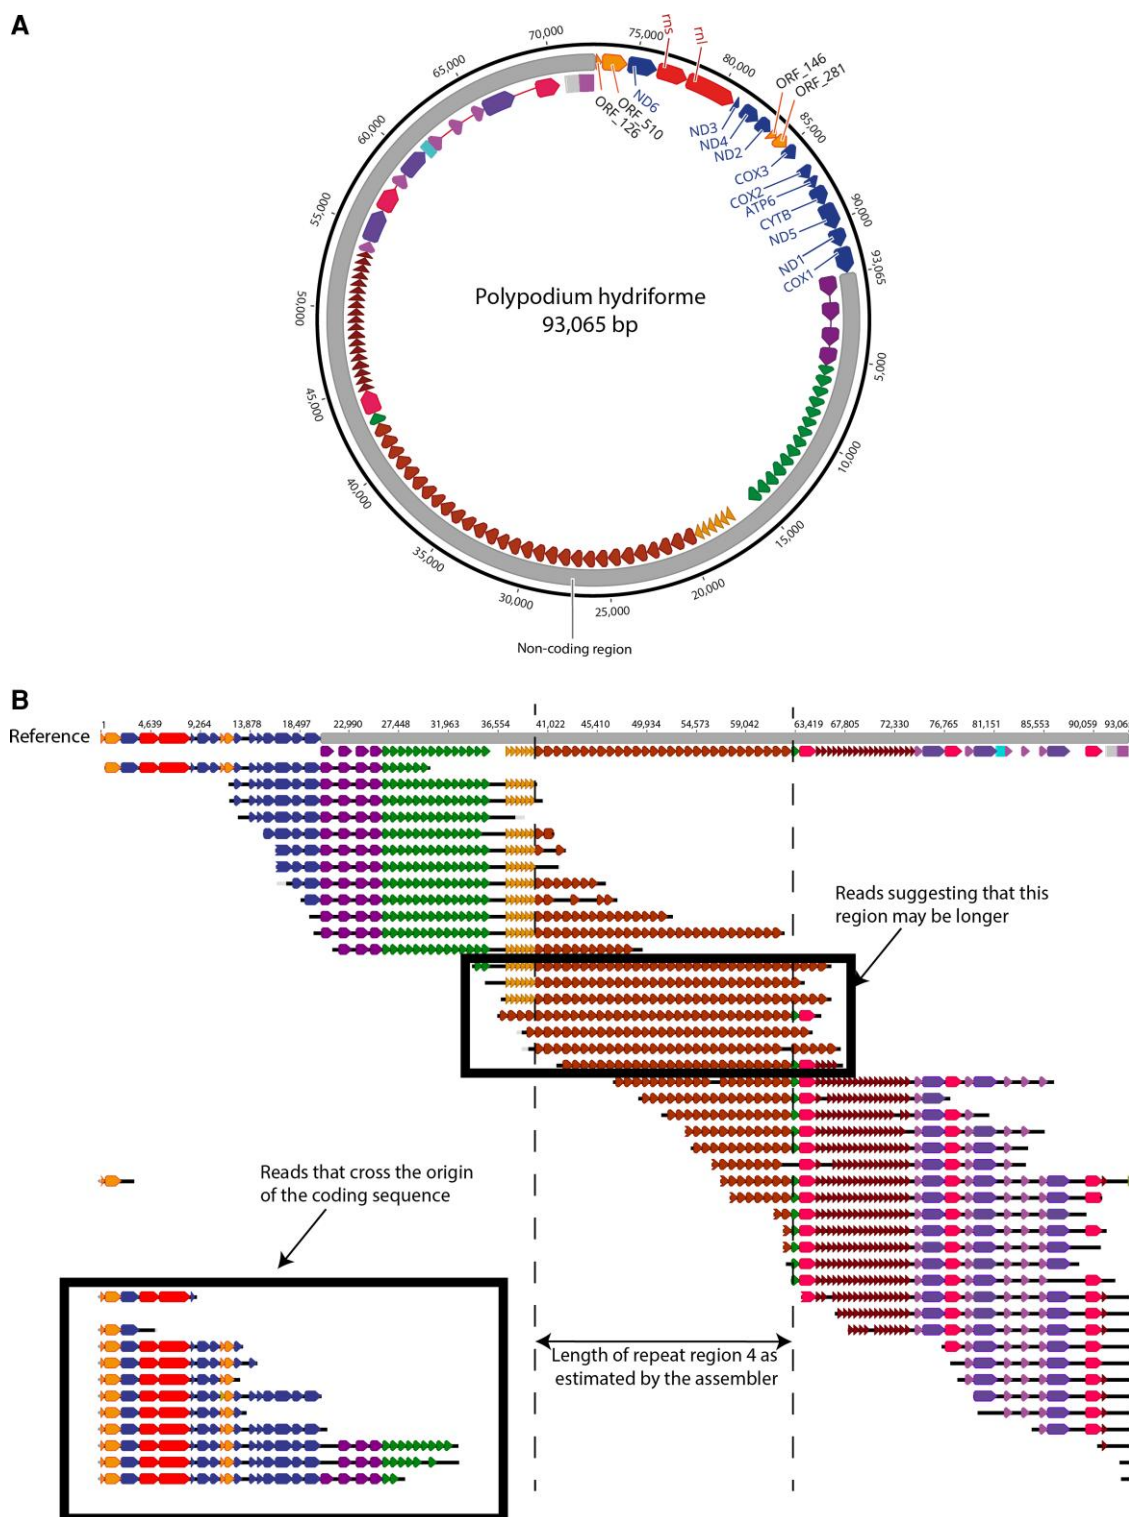 A
70,000
75,000
65,000
rns
rnl
80,000
ORF_146
ORF_281
60,000
ND6
ORF_510
ORF_126
85,000
ND3
ND4
ND2
COX3
55,000
COX2
ATP6
CYTB
ND5
ND1
COX1
90,000
93,065
Polypodium hydriforme
93,065 bp
50,000
5,000
45,000
10,000
40,000
15,000
35,000
20,000
30,000
25,000
Non-coding region
B
1 4,639 9,264 13,878 18,497 22,990 27,448 31,963 36,554 41,022 45,410 49,934 54,573 59,042 63,419 67,805 72,330 76,765 81,151 85,553 90,059 93,06
Reference
Reads suggesting that this
region may be longer
Reads that cross the origin
of the coding sequence
Length of repeat region 4 as
estimated by the assembler